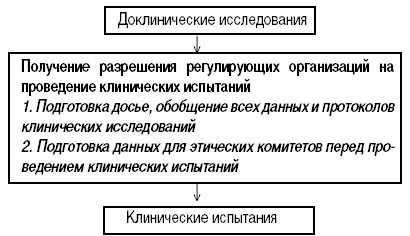 Доклинические исследования
Получение разрешения регулирующих организаций на
проведение клинических испытаний
1. Подготовка досье, обобщение всех данных и протоколов
клинических исследований
2. Подготовка данных для этических комитетов перед про-
ведением клинических испытаний
Клинические испытания